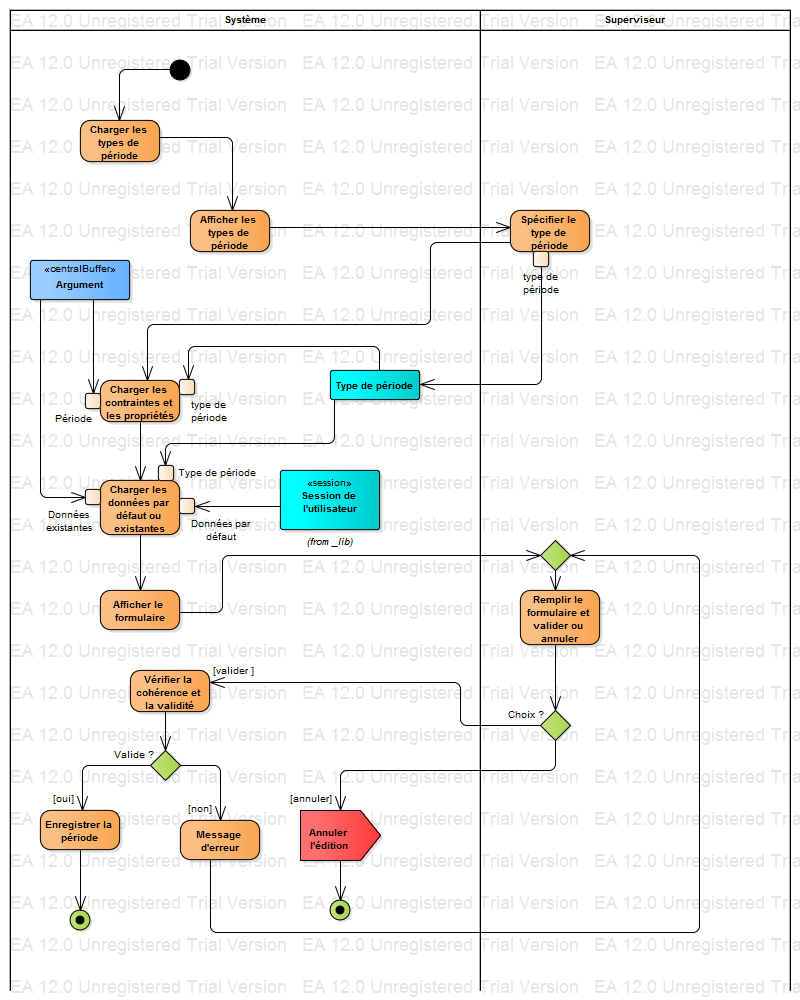 Système
Superviseur
EA 12.0 Unregistered Trial Version
Charger les
types de
période
Afficher les
types de
période
Spécifier le
type de
période
type de
période
«centralBuffer»
Argument
Charger les
contraintes et
les propriétés
Période
type de
période
Type de période
Type de période
Charger les
données par
défaut ou
existantes
Données
existantes
Données par
défaut
«session»
Session de
l'utilisateur
(from _lib)
Afficher le
formulaire
Remplir le
formulaire et
valider ou
annuler
[valider ]
Vérifier la
cohérence et
la validité
Choix ?
Valide ?
[oui]
[non]
[annuler]
Enregistrer la
période
Message
d'erreur
Annuler
l'édition